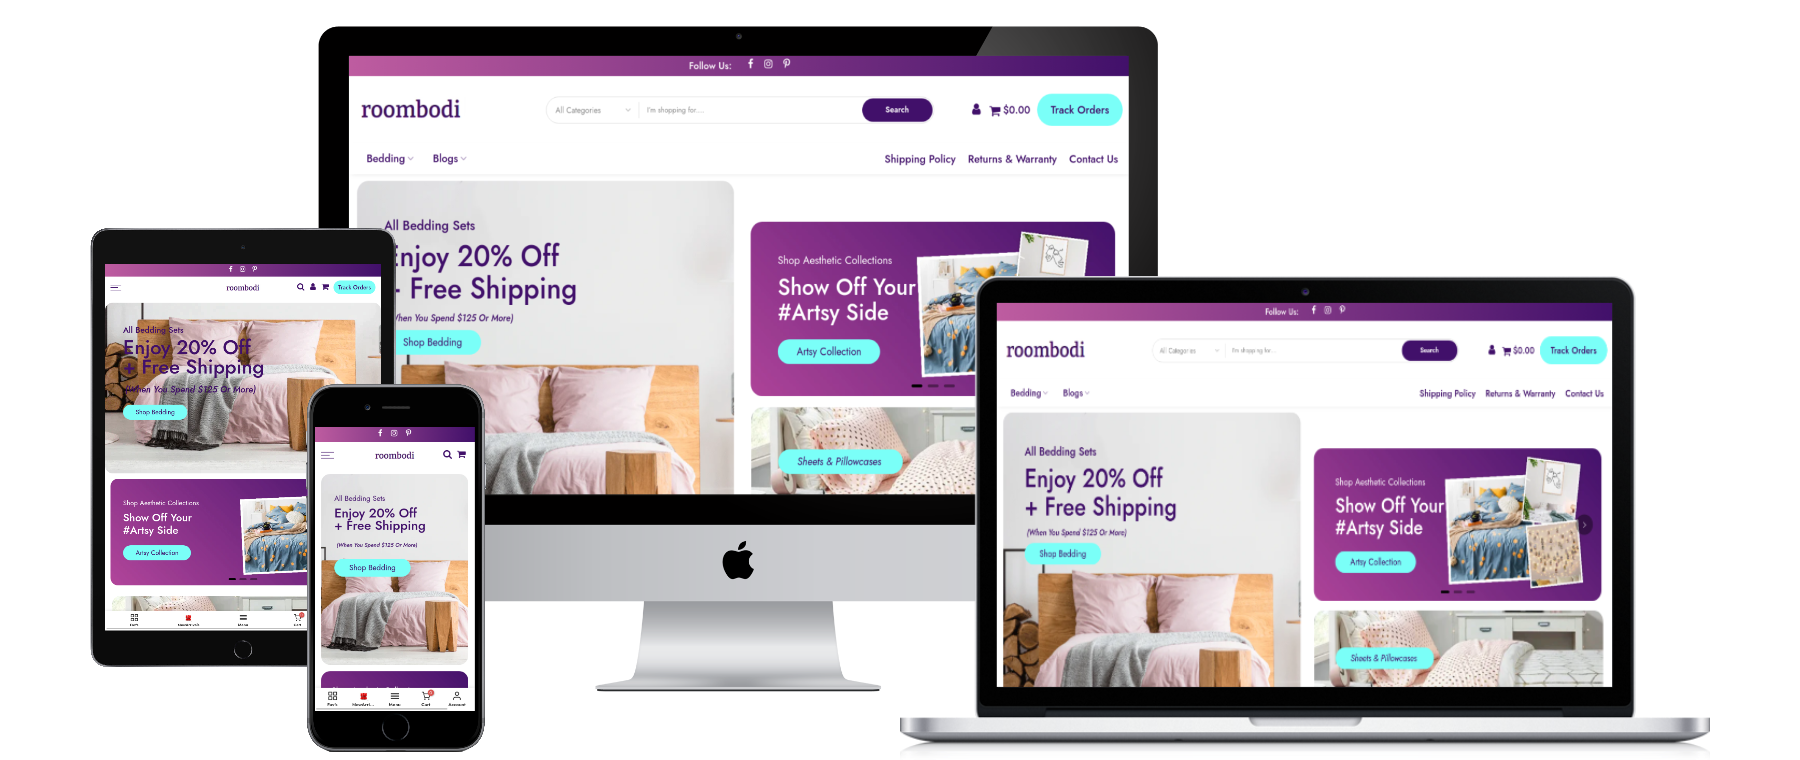 Follow Us:
roombodi
All Categories
I'm shopping for...
Search
$0.00
Track Orders
Bedding
Blogs
Shipping Policy
Returns & Warranty
Contact Us
All Bedding Sets
Enjoy 20% Off
+ Free Shipping
(When You Spend $125 Or More)
Shop Bedding
Shop Aesthetic Collections
Show Off Your
#Artsy Side
Artsy Collection
Sheets & Pillowcases
roombodi
Track Orders
All Bedding Sets
Enjoy 20% Off
+ Free Shipping
(When You Spend $125 Or More)
Shop Bedding
Shop Aesthetic Collections
Show Off Your
#Artsy Side
Artsy Collection
Menu
Cart
roombodi
All Bedding Sets
Enjoy 20% Off
+ Free Shipping
(When You Spend $125 Or More)
Shop Bedding
Menu
Cart
Account
Follow Us:
roombodi
All Categories
I'm shopping for...
Search
$0.00
Track Orders
Bedding
Blogs
Shipping Policy
Returns & Warranty
Contact Us
All Bedding Sets
Enjoy 20% Off
+ Free Shipping
(When You Spend $125 Or More)
Shop Bedding
Shop Aesthetic Collections
Show Off Your
#Artsy Side
Artsy Collection
Sheets & Pillowcases